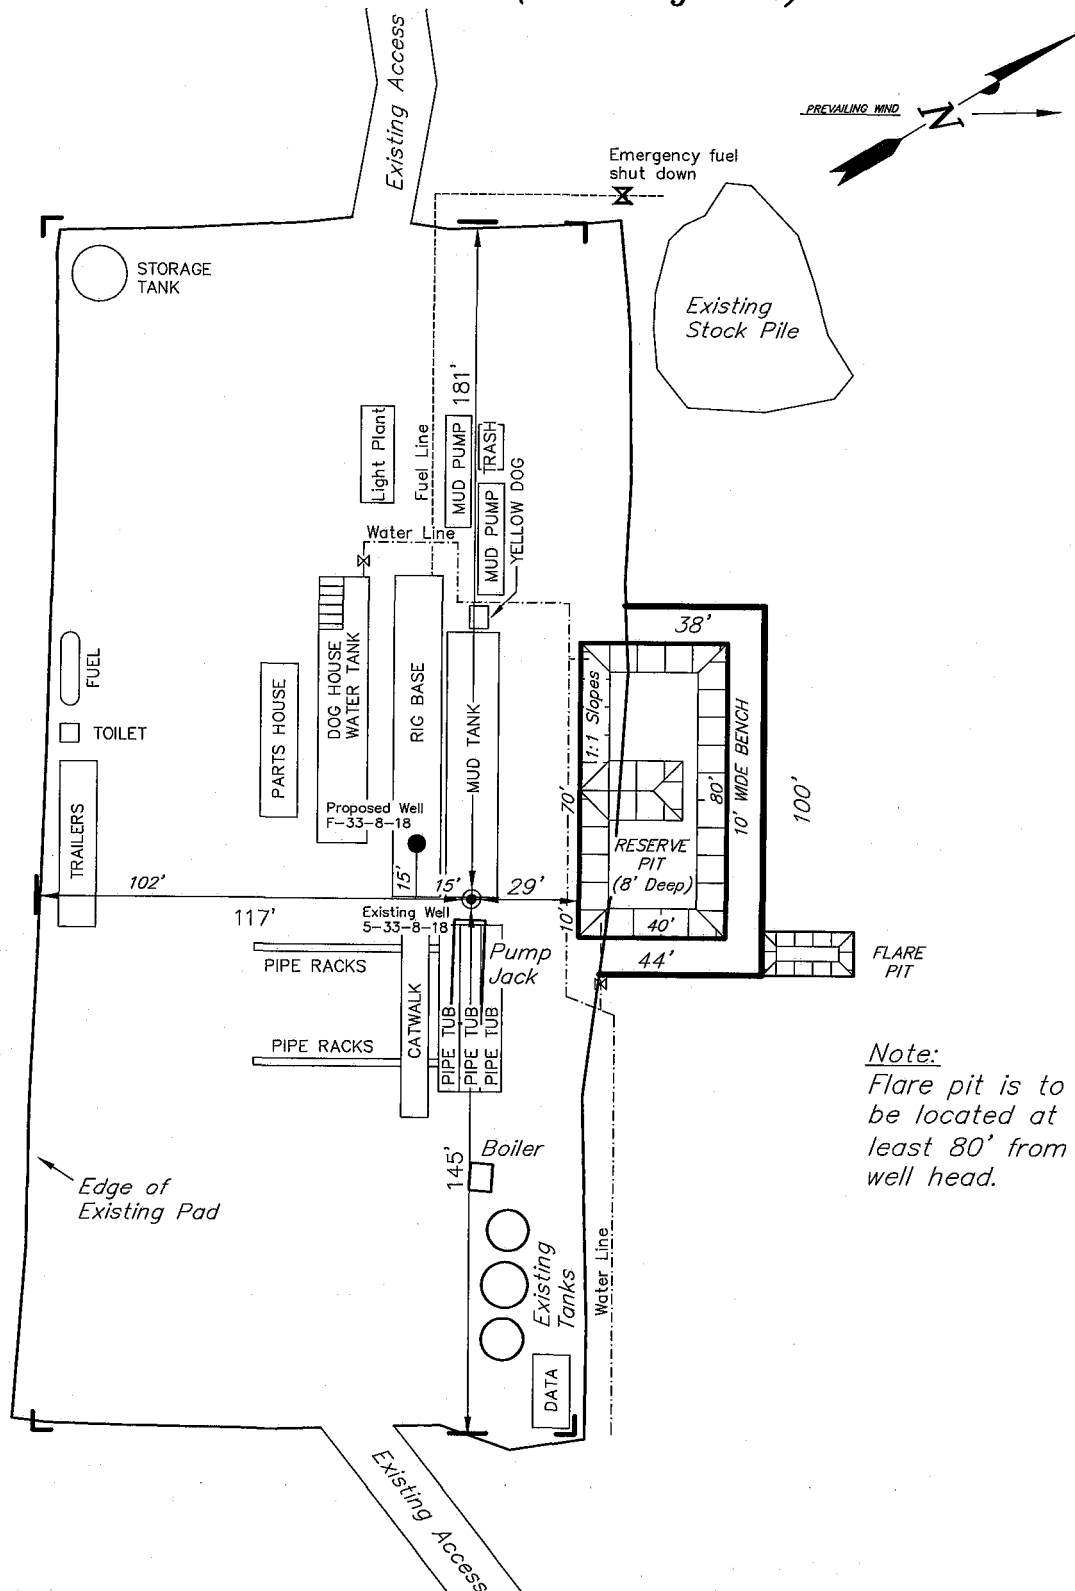 Existing Access
PREVAILING WIND
N
Emergency fuel
shut down
STORAGE
TANK
Existing
Stock Pile
181'
Light Plant
Fuel Line
MUD PUMP
TRASH
MUD PUMP
YELLOW DOG
Water Line
38'
FUEL
TOILET
TRAILERS
PARTS HOUSE
DOG HOUSE
WATER TANK
RIG BASE
MUD TANK
1:1 Slopes
70'
80'
10' WIDE BENCH
100'
Proposed Well
F-33-8-18
RESERVE
PIT
(8' Deep)
102'
15'
15'
29'
117'
10'
40'
Existing Well
5-33-8-18
44'
FLARE
PIT
PIPE RACKS
Pump
Jack
CATWALK
PIPE TUB
PIPE TUB
PIPE TUB
PIPE RACKS
Note:
Flare pit is to
be located at
least 80' from
well head.
145'
Boiler
Edge of
Existing Pad
Existing
Tanks
Water Line
DATA
Existing Access